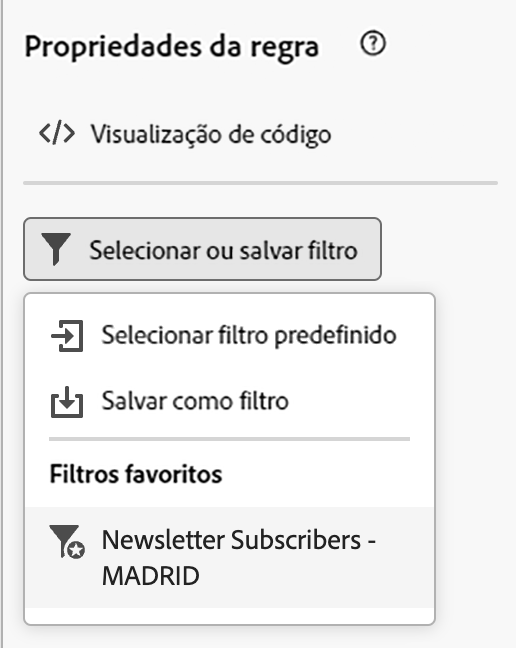 Propriedades da regra
Visualização de código
Selecionar ou salvar filtro
Selecionar filtro predefinido
Salvar como filtro
Filtros favoritos
Newsletter Subscribers -
MADRID